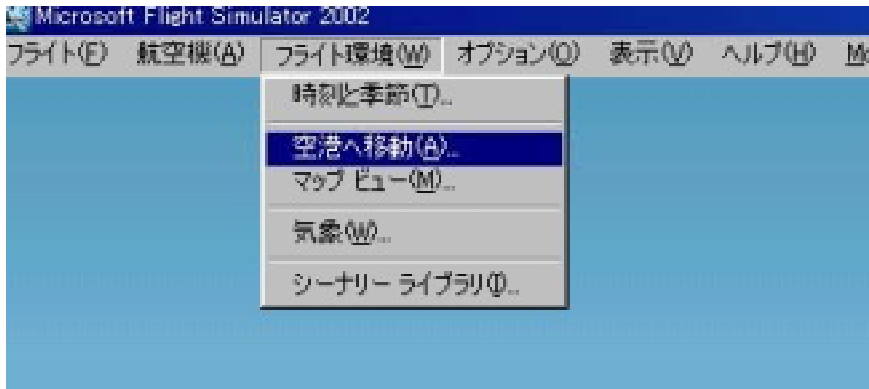 Microsoft Flight Simulator 2002
フライト(F) 航空機(A) フライト環境(W) オプション(O) 表示(V) ヘルプ(H)
時刻と季節(T)...
空港へ移動(A)...
マップ ビュー(M)...
気象(W)...
シーナリー ライブラリ(I)...